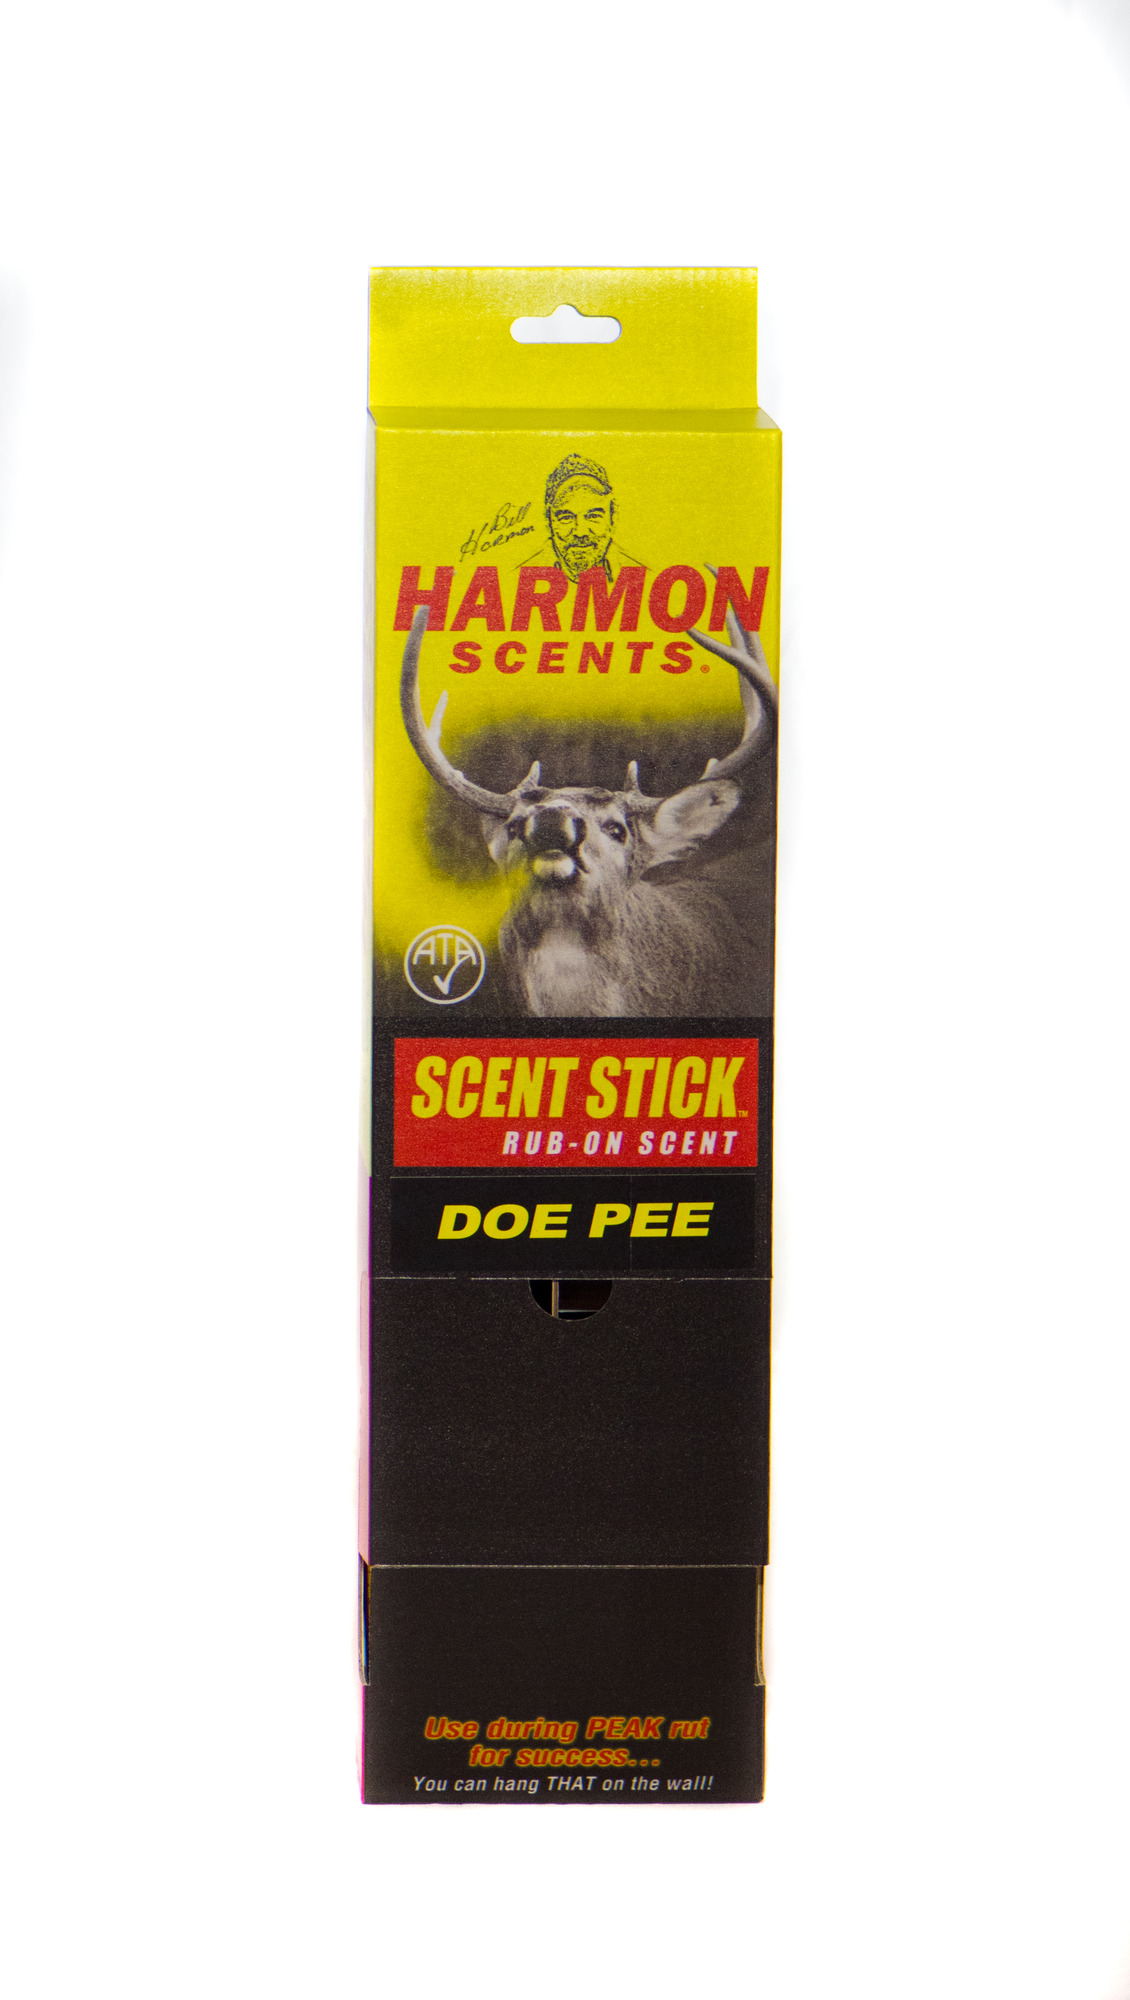 Bill
Harmon
HARMON
SCENTS®
ATA
SCENT STICK™
RUB-ON SCENT
DOE PEE
Use during PEAK rut
for success...
You can hang THAT on the wall!